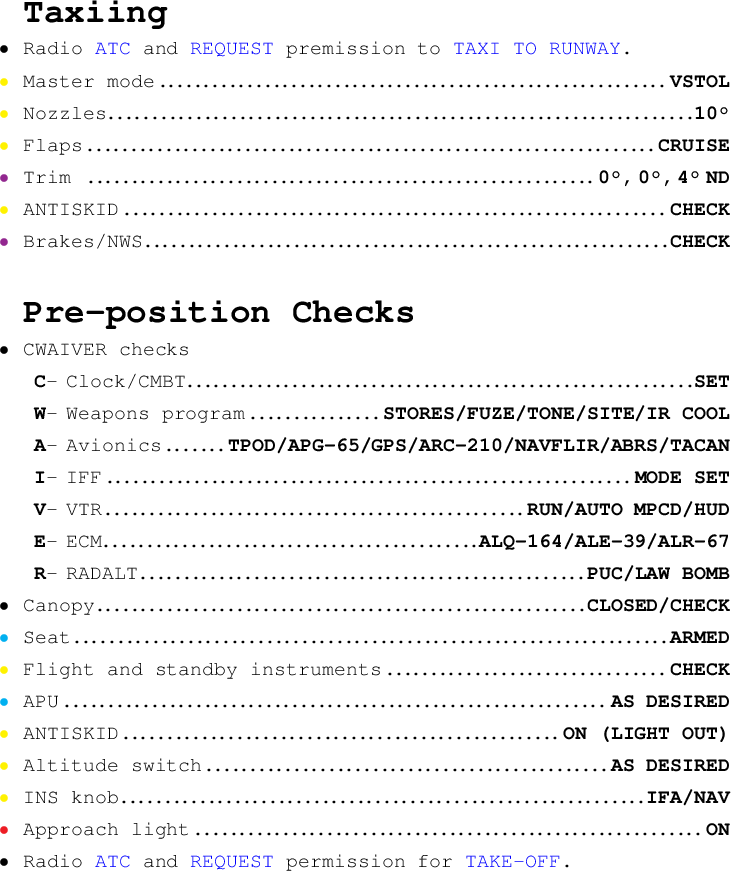 Taxiing
• Radio ATC and REQUEST premission to TAXI TO RUNWAY.
• Master mode ........................................................... VSTOL
• Nozzles.......................................................................10°
• Flaps .................................................................. CRUISE
• Trim ........................................................... 0°, 0°, 4° ND
• ANTISKID ............................................................... CHECK
• Brakes/NWS.............................................................CHECK
Pre-position Checks
• CWAIVER checks
C- Clock/CMBT...........................................................SET
W- Weapons program ............... STORES/FUZE/TONE/SITE/IR COOL
A- Avionics ....... TPOD/APG-65/GPS/ARC-210/NAVFLIR/ABRS/TACAN
I- IFF ............................................................. MODE SET
V- VTR................................................. RUN/AUTO MPCD/HUD
E- ECM...........................................ALQ-164/ALE-39/ALR-67
R- RADALT...................................................PUC/LAW BOMB
• Canopy.........................................................CLOSED/CHECK
• Seat .....................................................................ARMED
• Flight and standby instruments ................................ CHECK
• APU ............................................................... AS DESIRED
• ANTISKID ................................................... ON (LIGHT OUT)
• Altitude switch ...............................................AS DESIRED
• INS knob.............................................................IFA/NAV
• Approach light ........................................................... ON
• Radio ATC and REQUEST permission for TAKE-OFF.